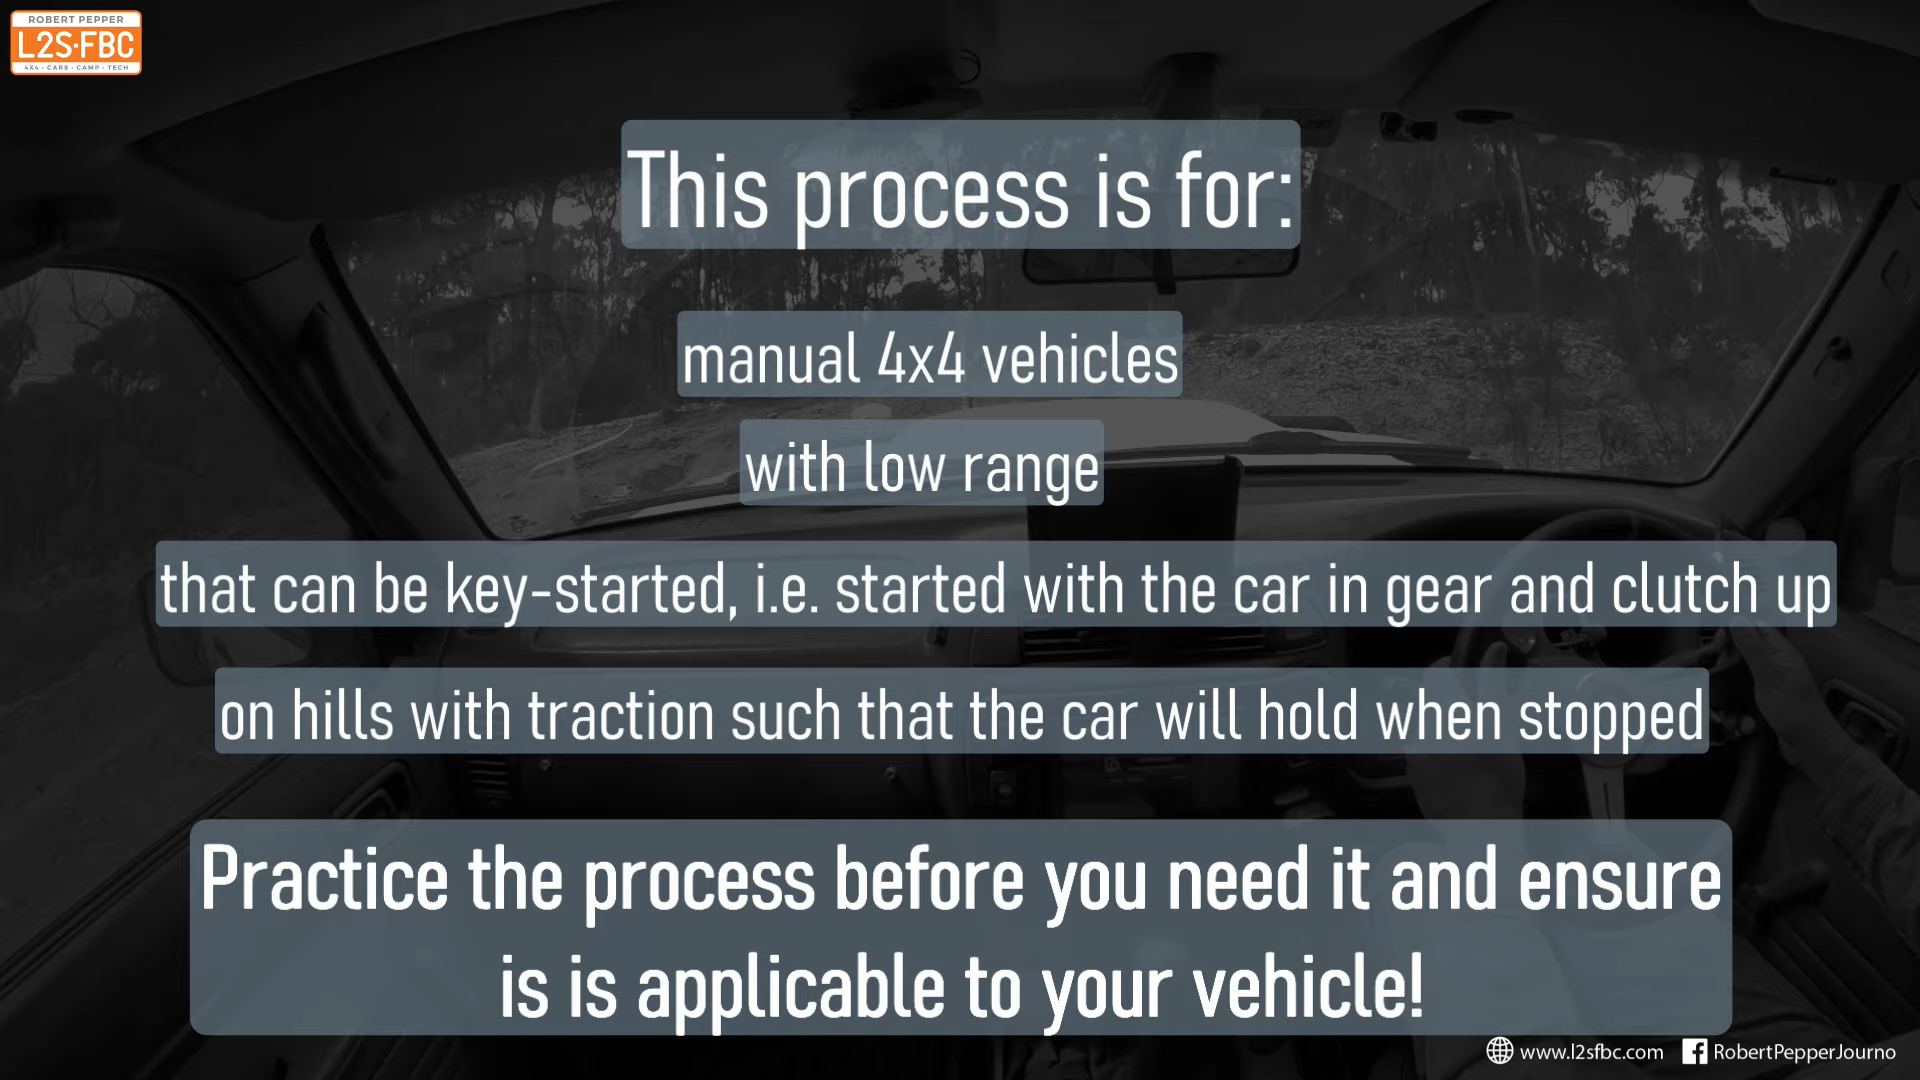 ROBERT PEPPER
L2S·FBC
4X4 · CARS · CAMP · TECH
This process is for:
manual 4x4 vehicles
with low range
that can be key-started, i.e. started with the car in gear and clutch up
on hills with traction such that the car will hold when stopped
Practice the process before you need it and ensure
is is applicable to your vehicle!
www.l2sfbc.com RobertPepperJourno